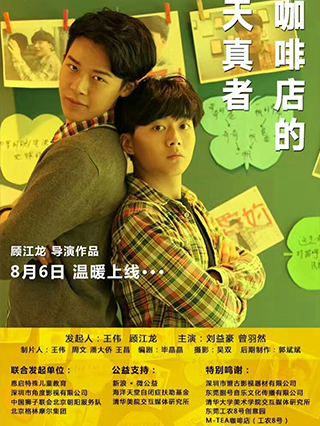 咖啡店的
天真者
顾江龙 导演作品
8月6日 温暖上线•••
发起人：王伟 顾江龙 主演：刘益豪 曾羽然
制片人：王伟 周文 潘大侨 王昌 编剧：毕晶晶 摄影：吴双 后期制作：郭斌斌
联合发起单位：
恩启特殊儿童教育
深圳市角度影视有限公司
中国狮子联会北京朝阳服务队
北京格林摩尔集团
公益支持：
新浪·微公益
海洋天堂自闭症扶助基金
清华美院交互媒体研究所
特别鸣谢：
深圳市雅古影视器材有限公司
东莞囿号音乐文化传播有限公司
清华大学美术学院交互媒体研究所
东莞工农8号创意园
M-TEA咖啡店（工农8号）